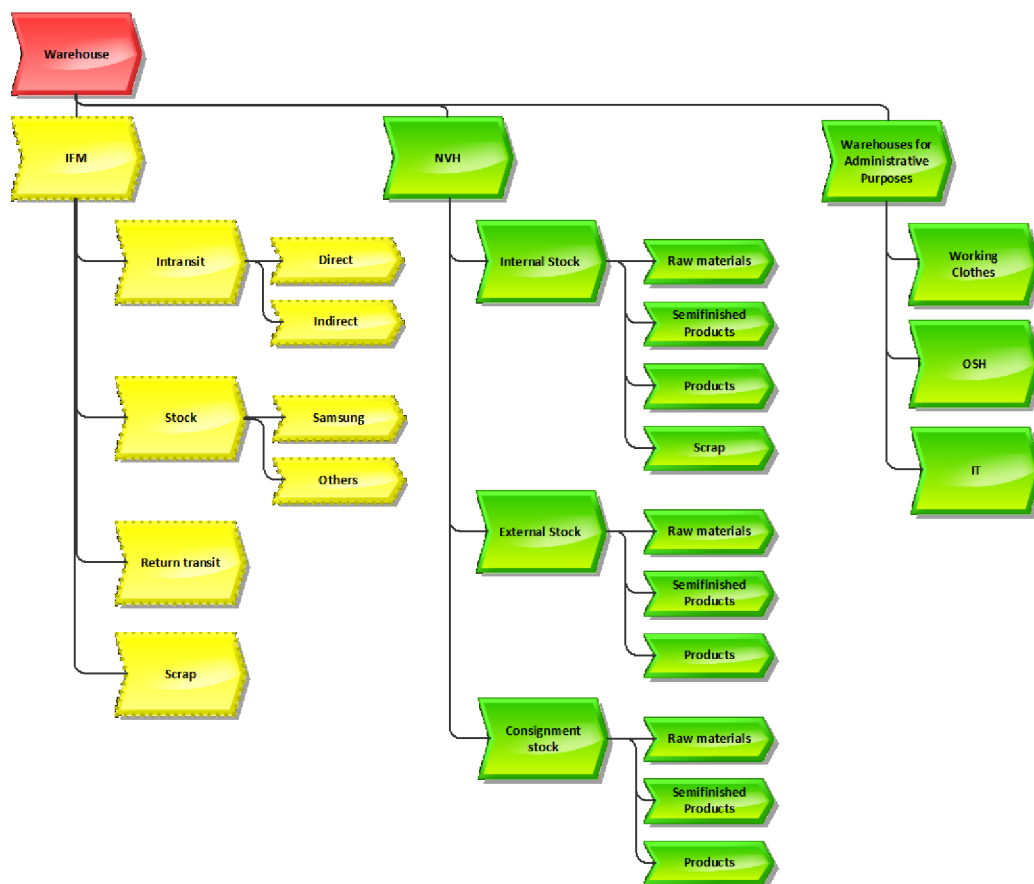 Warehouse
IFM
NVH
Warehouses for
Administrative
Purposes
Intransit
Direct
Indirect
Stock
Samsung
Others
Return transit
Scrap
Internal Stock
Raw materials
Semifinished
Products
Products
Scrap
External Stock
Raw materials
Semifinished
Products
Products
Consignment
stock
Raw materials
Semifinished
Products
Products
Working
Clothes
OSH
IT